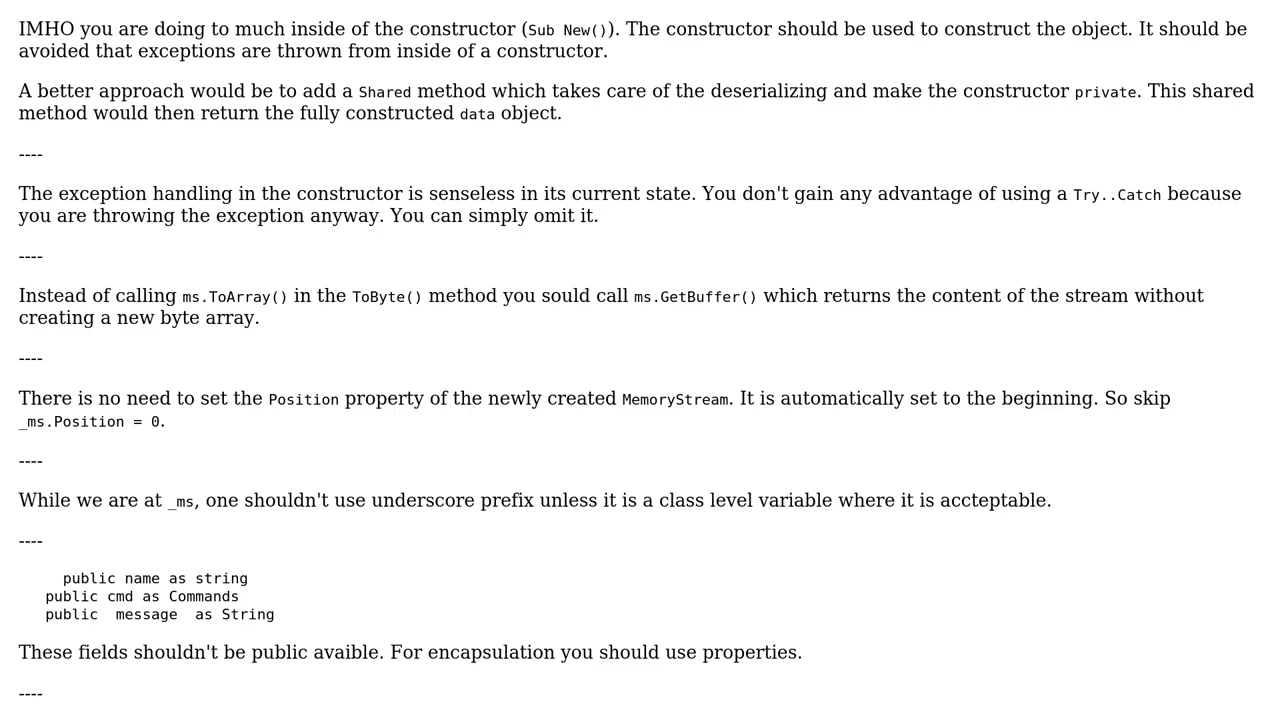 IMHO you are doing to much inside of the constructor (Sub New()). The constructor should be used to construct the object. It should be
avoided that exceptions are thrown from inside of a constructor.
A better approach would be to add a Shared method which takes care of the deserializing and make the constructor private. This shared
method would then return the fully constructed data object.
----
The exception handling in the constructor is senseless in its current state. You don't gain any advantage of using a Try..Catch because
you are throwing the exception anyway. You can simply omit it.
----
Instead of calling ms.ToArray() in the ToByte() method you sould call ms.GetBuffer() which returns the content of the stream without
creating a new byte array.
----
There is no need to set the Position property of the newly created MemoryStream. It is automatically set to the beginning. So skip
_ms.Position = 0.
----
While we are at _ms, one shouldn't use underscore prefix unless it is a class level variable where it is accteptable.
----
public name as string
public cmd as Commands
public  message  as String
These fields shouldn't be public avaible. For encapsulation you should use properties.
----